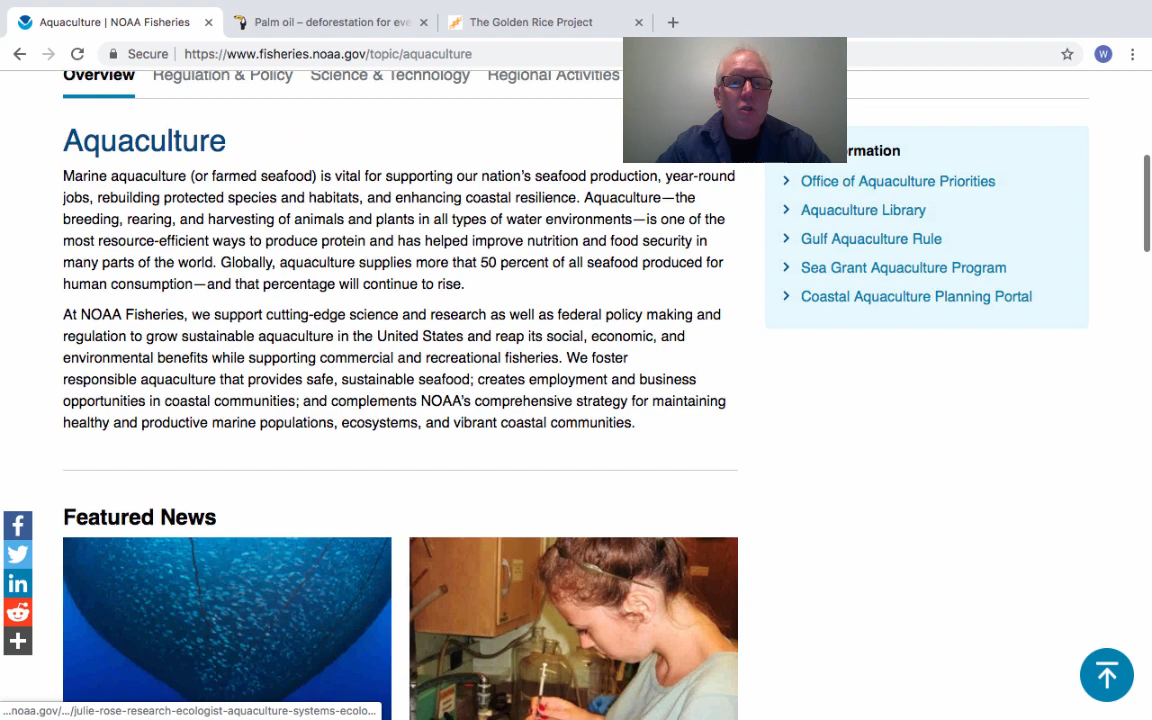 Aquaculture | NOAA Fisheries
Palm oil – deforestation for eve
The Golden Rice Project
Secure
https://www.fisheries.noaa.gov/topic/aquaculture
W
Overview Regulation & Policy Science & Technology Regional Activities
Aquaculture
Marine aquaculture (or farmed seafood) is vital for supporting our nation's seafood production, year-round
jobs, rebuilding protected species and habitats, and enhancing coastal resilience. Aquaculture—the
breeding, rearing, and harvesting of animals and plants in all types of water environments—is one of the
most resource-efficient ways to produce protein and has helped improve nutrition and food security in
many parts of the world. Globally, aquaculture supplies more that 50 percent of all seafood produced for
human consumption—and that percentage will continue to rise.
At NOAA Fisheries, we support cutting-edge science and research as well as federal policy making and
regulation to grow sustainable aquaculture in the United States and reap its social, economic, and
environmental benefits while supporting commercial and recreational fisheries. We foster
responsible aquaculture that provides safe, sustainable seafood; creates employment and business
opportunities in coastal communities; and complements NOAA's comprehensive strategy for maintaining
healthy and productive marine populations, ecosystems, and vibrant coastal communities.
rmation
Office of Aquaculture Priorities
Aquaculture Library
Gulf Aquaculture Rule
Sea Grant Aquaculture Program
Coastal Aquaculture Planning Portal
Featured News
...noaa.gov/.../julie-rose-research-ecologist-aquaculture-systems-ecolo...